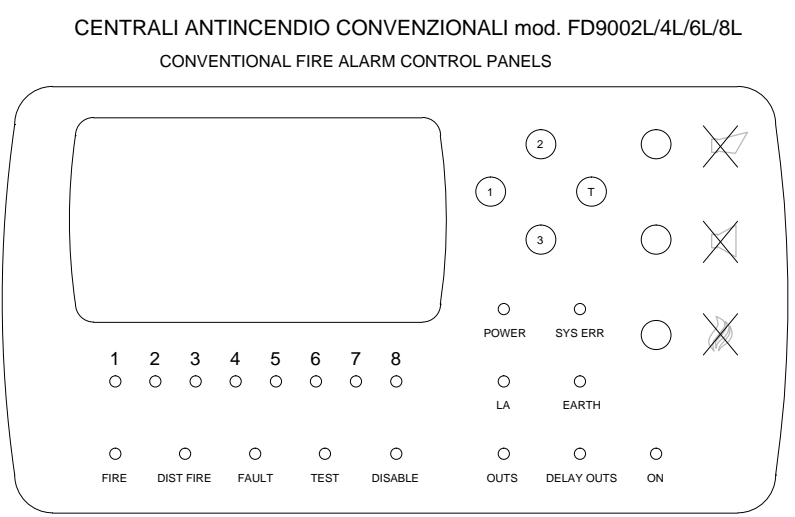 CENTRALI ANTINCENDIO CONVENZIONALI mod. FD9002L/4L/6L/8L
CONVENTIONAL FIRE ALARM CONTROL PANELS
2
1 T
3
POWER SYS ERR
1 2 3 4 5 6 7 8
LA EARTH
FIRE DIST FIRE FAULT TEST DISABLE OUTS DELAY OUTS ON